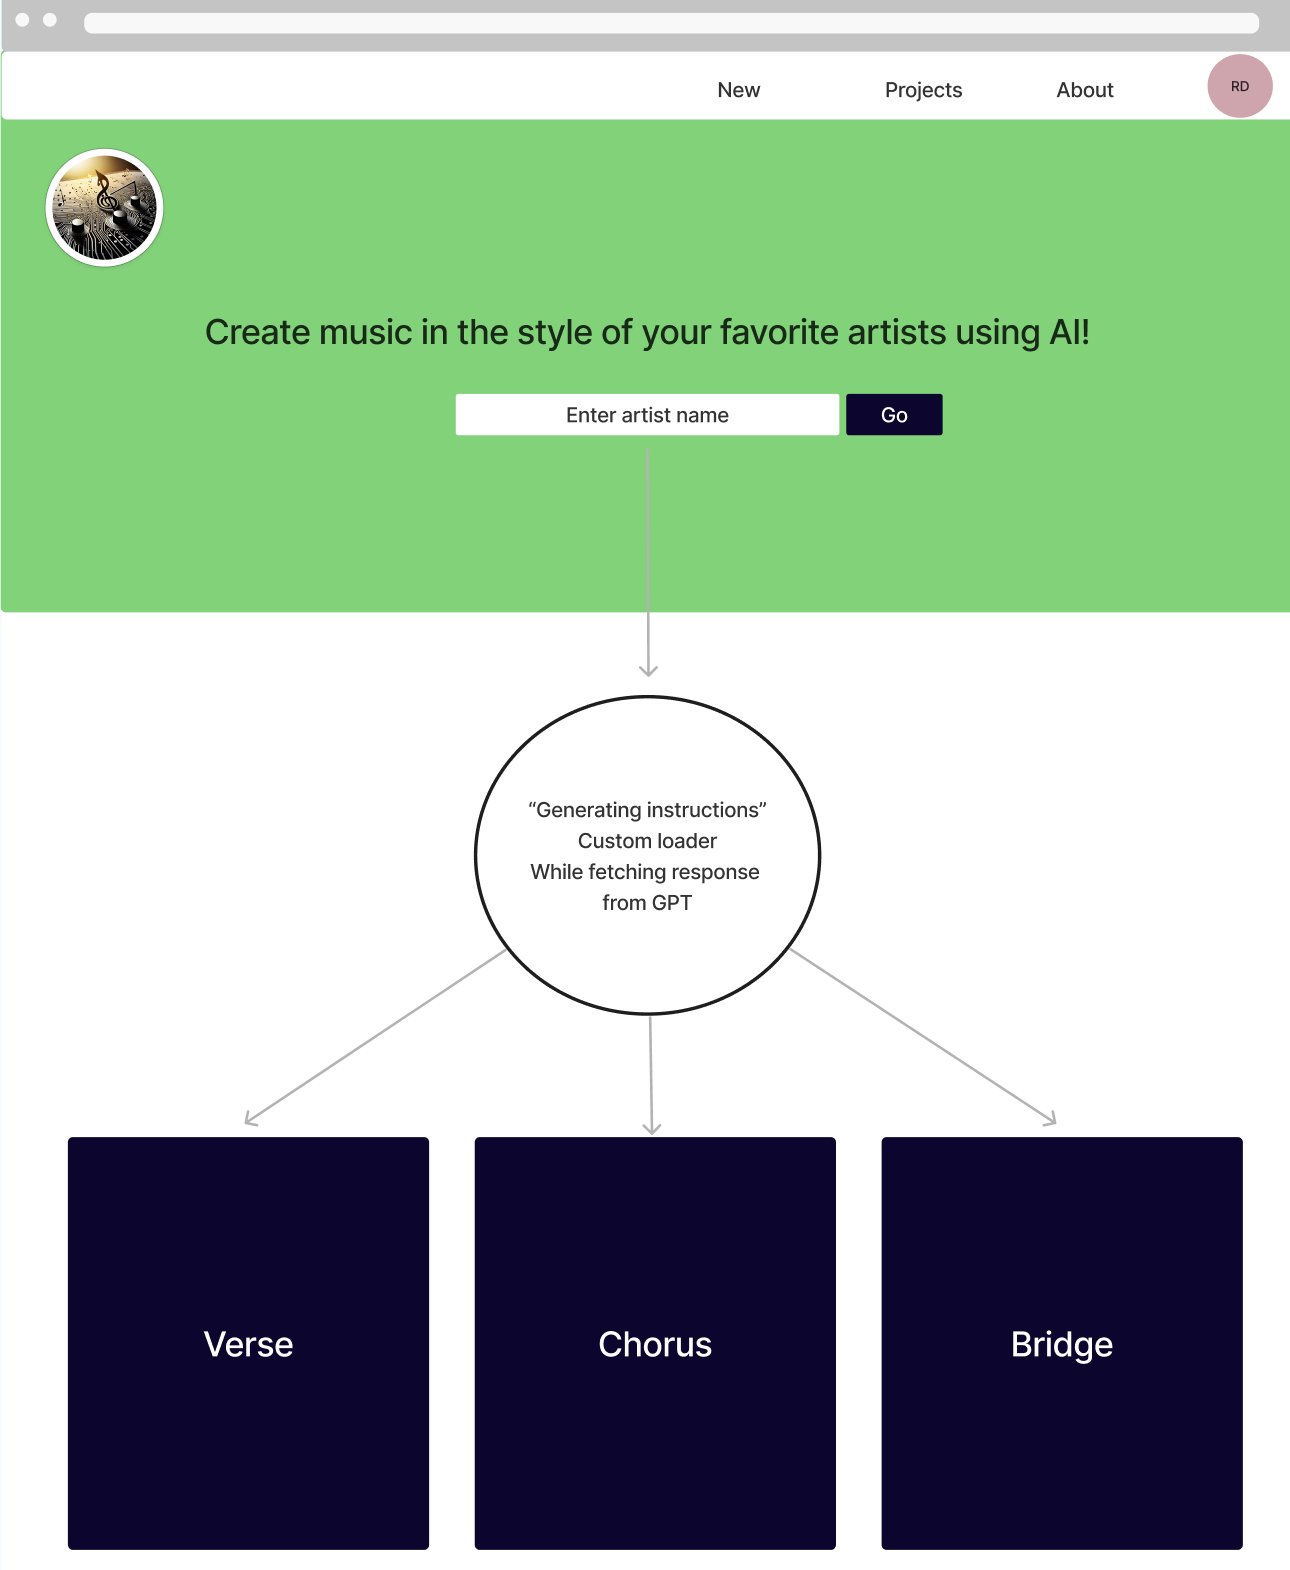 New
Projects
About
RD
Create music in the style of your favorite artists using AI!
Enter artist name
Go
“Generating instructions”
Custom loader
While fetching response
from GPT
Verse
Chorus
Bridge